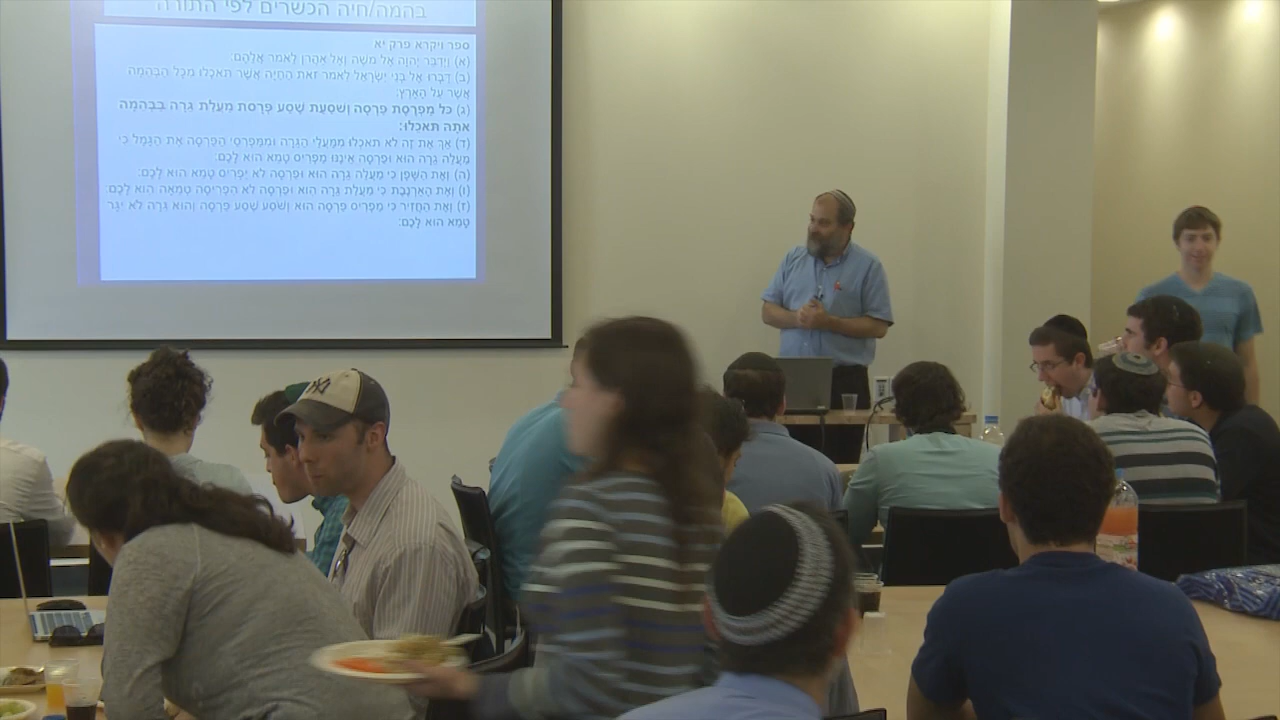 בהמה/חיה הכשרים לפי התורה
ספר ויקרא פרק יא
(א) וַיְדַבֵּר יְהוָה אֶל מֹשֶׁה וְאֶל אַהֲרֹן לֵאמֹר אֲלֵהֶם:
(ב) דַּבְּרוּ אֶל בְּנֵי יִשְׂרָאֵל לֵאמֹר זֹאת הַחַיָּה אֲשֶׁר תֹּאכְלוּ מִכָּל הַבְּהֵמָה
אֲשֶׁר עַל הָאָרֶץ:
(ג) כֹּל מַפְרֶסֶת פַּרְסָה וְשֹׁסַעַת שֶׁסַע פְּרָסֹת מַעֲלַת גֵּרָה בַּבְּהֵמָה
אֹתָהּ תֹּאכֵלוּ:
(ד) אַךְ אֶת זֶה לֹא תֹאכְלוּ מִמַּעֲלֵי הַגֵּרָה וּמִמַּפְרִסֵי הַפַּרְסָה אֶת הַגָּמָל כִּי
מַעֲלֵה גֵרָה הוּא וּפַרְסָה אֵינֶנּוּ מַפְרִיס טָמֵא הוּא לָכֶם:
(ה) וְאֶת הַשָּׁפָן כִּי מַעֲלֵה גֵרָה הוּא וּפַרְסָה לֹא יַפְרִיס טָמֵא הוּא לָכֶם:
(ו) וְאֶת הָאַרְנֶבֶת כִּי מַעֲלַת גֵּרָה הִוא וּפַרְסָה לֹא הִפְרִיסָה טְמֵאָה הִוא לָכֶם:
(ז) וְאֶת הַחֲזִיר כִּי מַפְרִיס פַּרְסָה הוּא וְשֹׁסַע שֶׁסַע פַּרְסָה וְהוּא גֵּרָה לֹא יִגָּר
טָמֵא הוּא לָכֶם: